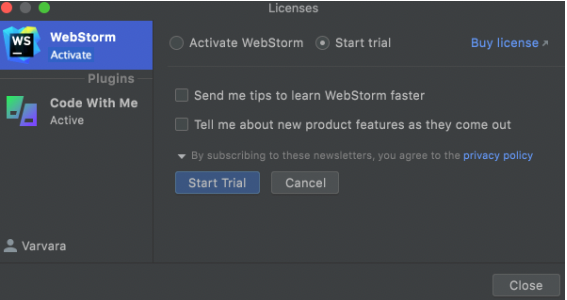 Licenses
WS
WebStorm
Activate
Plugins
Code With Me
Active
Varvara
Activate WebStorm Start trial Buy license ↗
Send me tips to learn WebStorm faster
Tell me about new product features as they come out
By subscribing to these newsletters, you agree to the privacy policy
Start Trial Cancel
Close